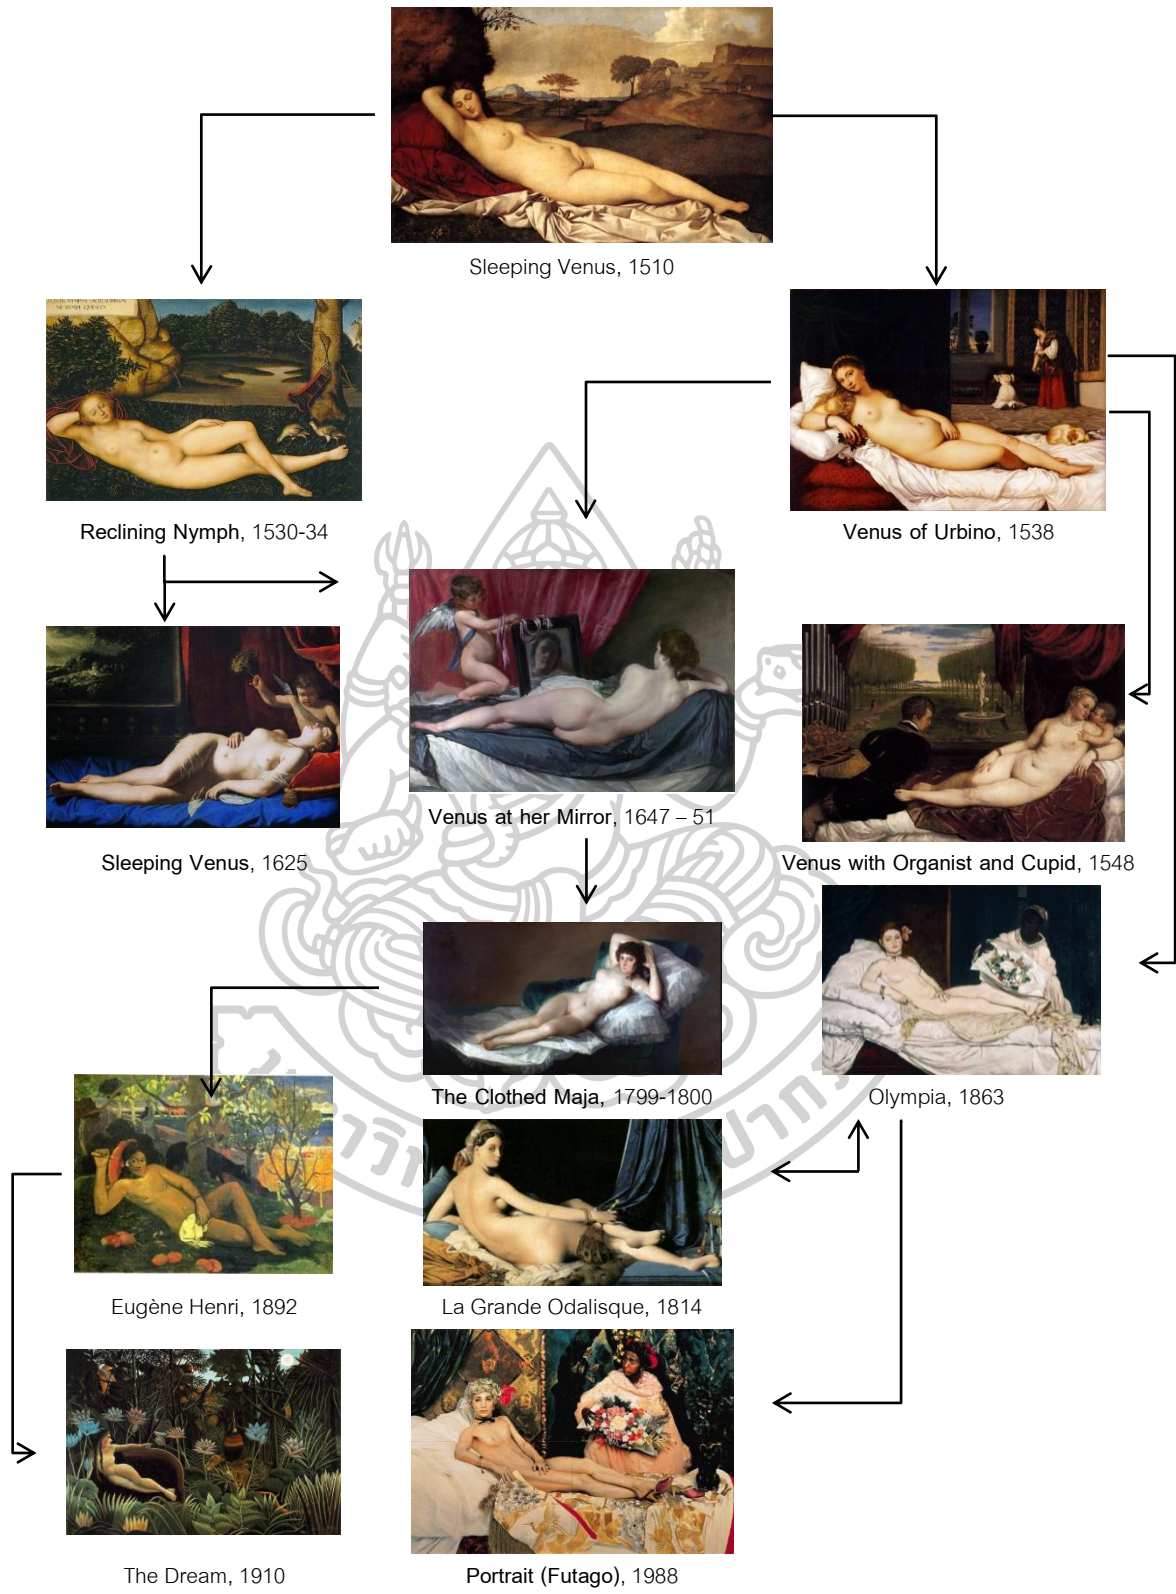 Sleeping Venus, 1510
Reclining Nymph, 1530-34
Venus of Urbino, 1538
Venus at her Mirror, 1647 – 51
Sleeping Venus, 1625
Venus with Organist and Cupid, 1548
The Clothed Maja, 1799-1800
Olympia, 1863
Eugène Henri, 1892
La Grande Odalisque, 1814
The Dream, 1910
Portrait (Futago), 1988